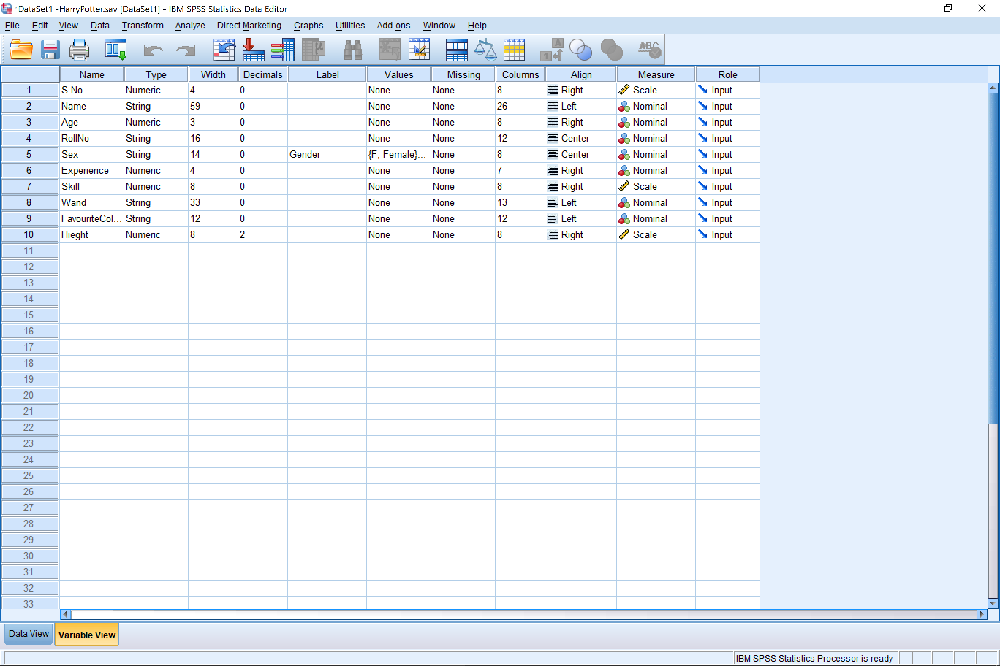 *DataSet1 -HarryPotter.sav [DataSet1] - IBM SPSS Statistics Data Editor
File Edit View Data Transform Analyze Direct Marketing Graphs Utilities Add-ons Window Help
Name Type Width Decimals Label Values Missing Columns Align Measure Role
1 S.No Numeric 4 0 None None 8 Right Scale Input
2 Name String 59 0 None None 26 Left Nominal Input
3 Age Numeric 3 0 None None 8 Right Nominal Input
4 RollNo String 16 0 None None 12 Center Nominal Input
5 Sex String 14 0 Gender {F, Female}... None 8 Center Nominal Input
6 Experience Numeric 4 0 None None 7 Right Nominal Input
7 Skill Numeric 8 0 None None 8 Right Scale Input
8 Wand String 33 0 None None 13 Left Nominal Input
9 FavouriteCol... String 12 0 None None 12 Left Nominal Input
10 Hieght Numeric 8 2 None None 8 Right Scale Input
11
12
13
14
15
16
17
18
19
20
21
22
23
24
25
26
27
28
29
30
31
32
33
Data View Variable View
IBM SPSS Statistics Processor is ready